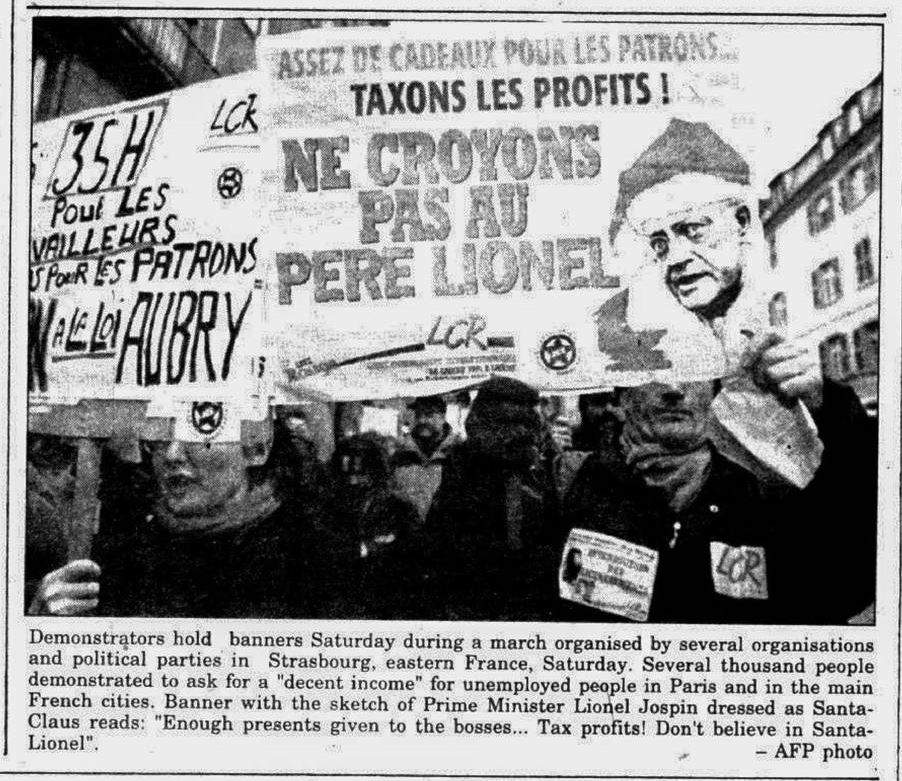 ASSEZ DE CADEAUX POUR LES PATRONS...
TAXONS LES PROFITS !
NE CROYONS
PAS AU
PERE LIONEL
LCR
LCR
35H
Pour LES
VAILLEURS
S POUR LES PATRONS
N A LA LOI AUBRY
LCR
Demonstrators hold banners Saturday during a march organised by several organisations
and political parties in Strasbourg, eastern France, Saturday. Several thousand people
demonstrated to ask for a "decent income" for unemployed people in Paris and in the main
French cities. Banner with the sketch of Prime Minister Lionel Jospin dressed as Santa-
Claus reads: "Enough presents given to the bosses... Tax profits! Don't believe in Santa-
Lionel".
– AFP photo